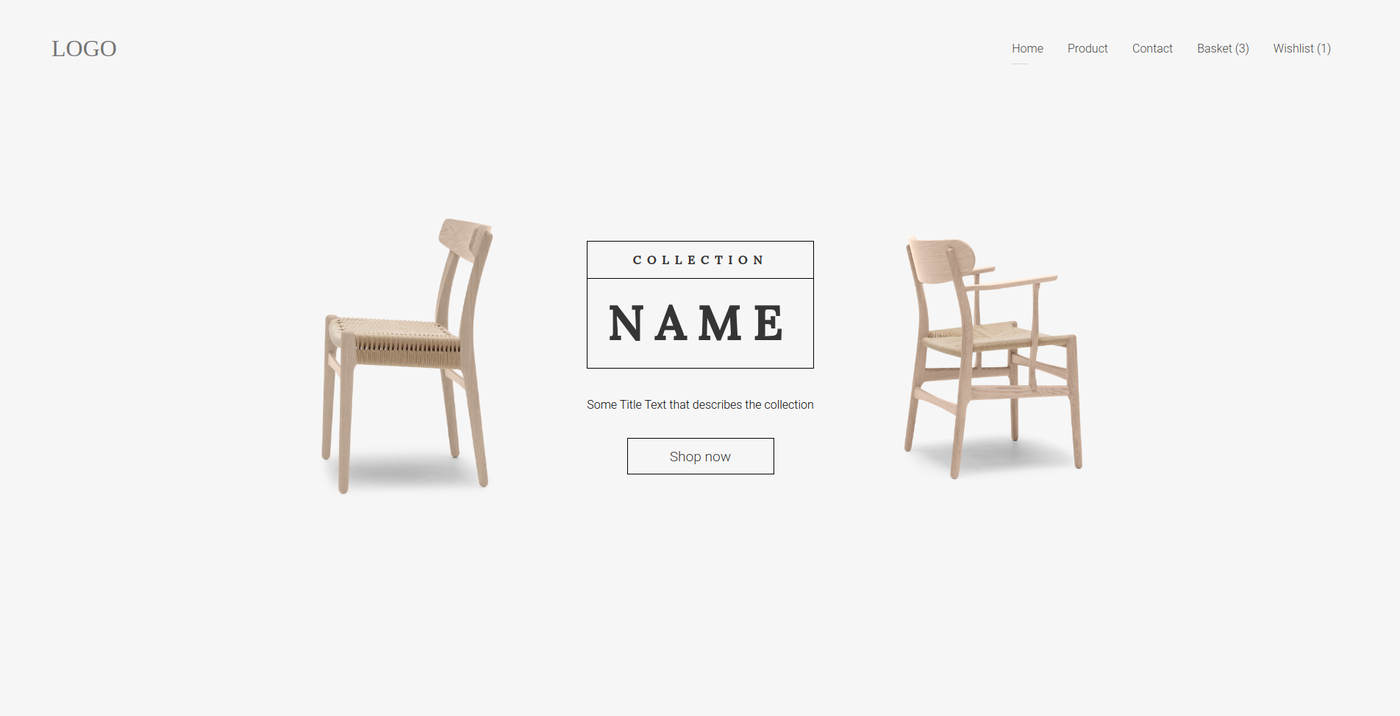 LOGO
Home Product Contact Basket (3) Wishlist (1)
COLLECTION
NAME
Some Title Text that describes the collection
Shop now